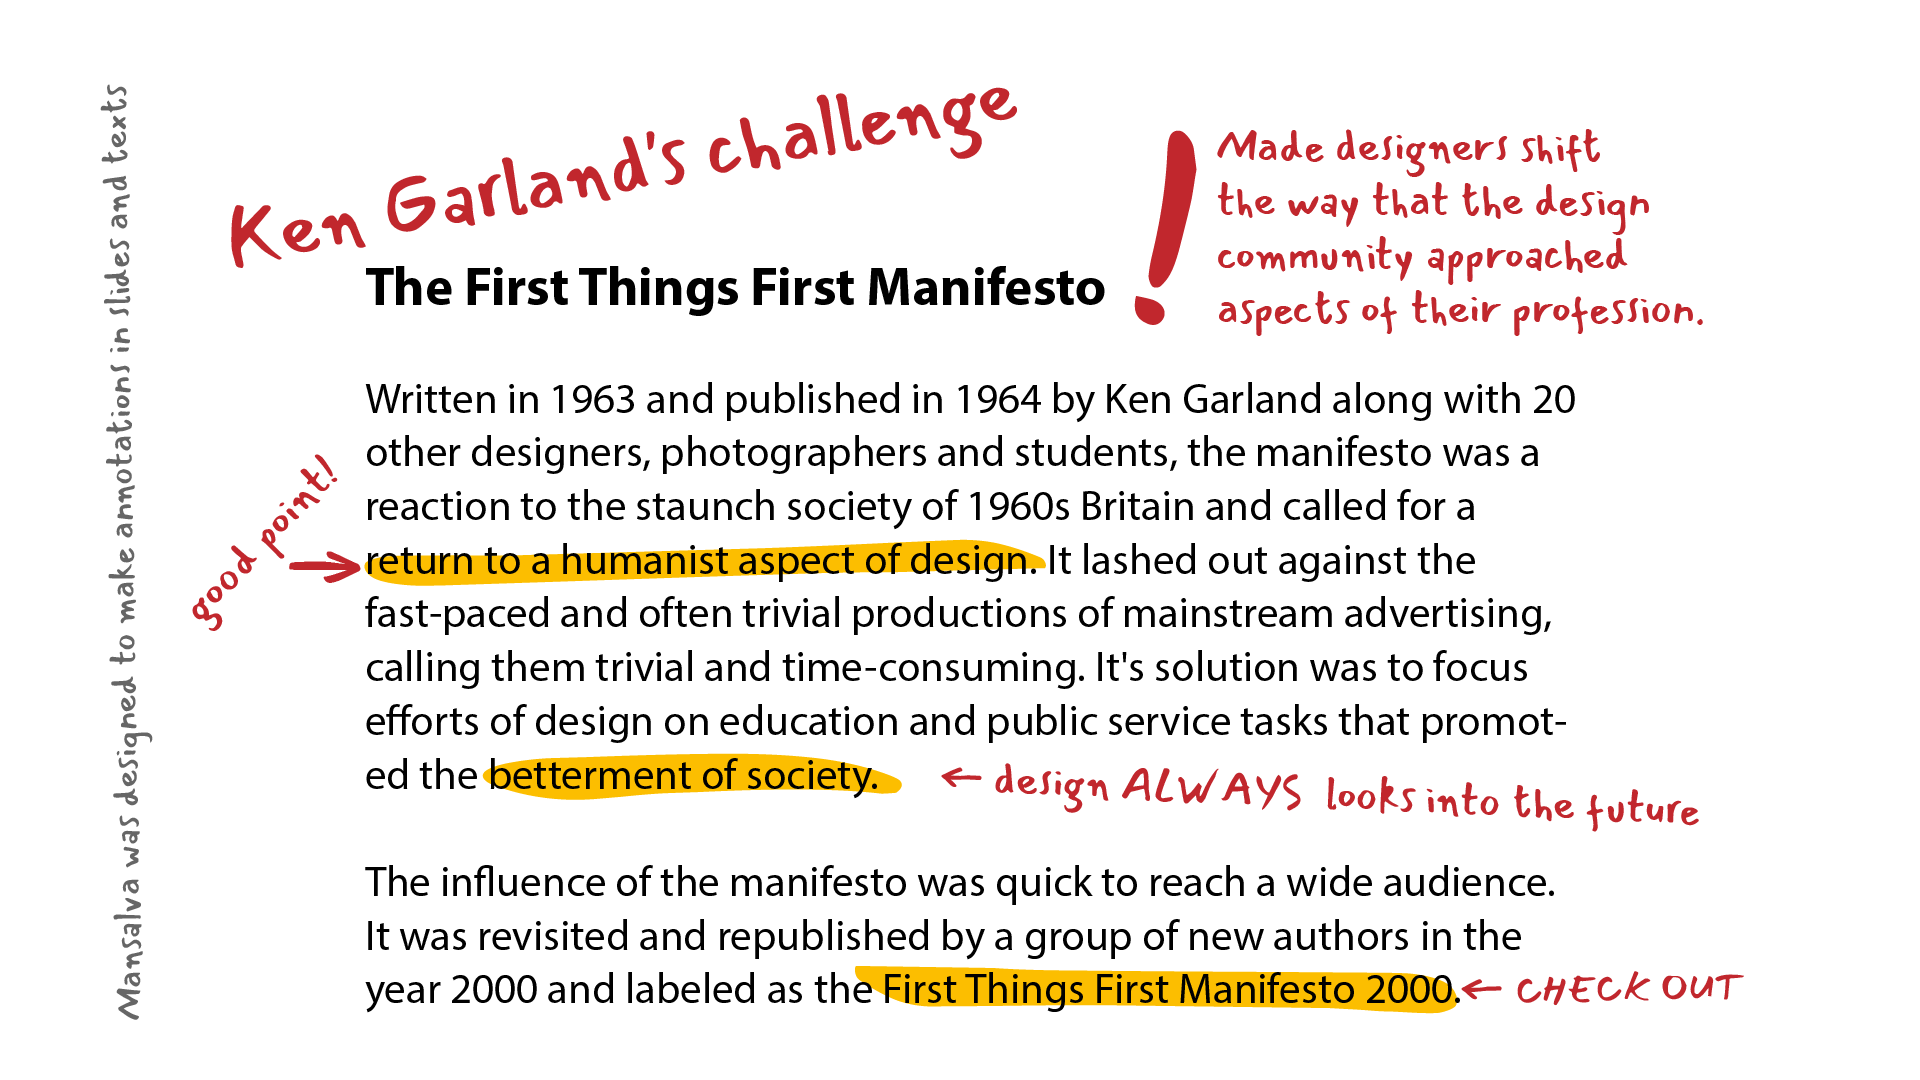 Mansalva was designed to make annotations in slides and texts
Ken Garland's challenge
!
Made designers shift
the way that the design
community approached
aspects of their profession.
The First Things First Manifesto
Written in 1963 and published in 1964 by Ken Garland along with 20
other designers, photographers and students, the manifesto was a
reaction to the staunch society of 1960s Britain and called for a
good point! →
return to a humanist aspect of design. It lashed out against the
fast-paced and often trivial productions of mainstream advertising,
calling them trivial and time-consuming. It's solution was to focus
efforts of design on education and public service tasks that promot-
ed the betterment of society. ← design ALWAYS looks into the future
The influence of the manifesto was quick to reach a wide audience.
It was revisited and republished by a group of new authors in the
year 2000 and labeled as the First Things First Manifesto 2000. ← CHECK OUT